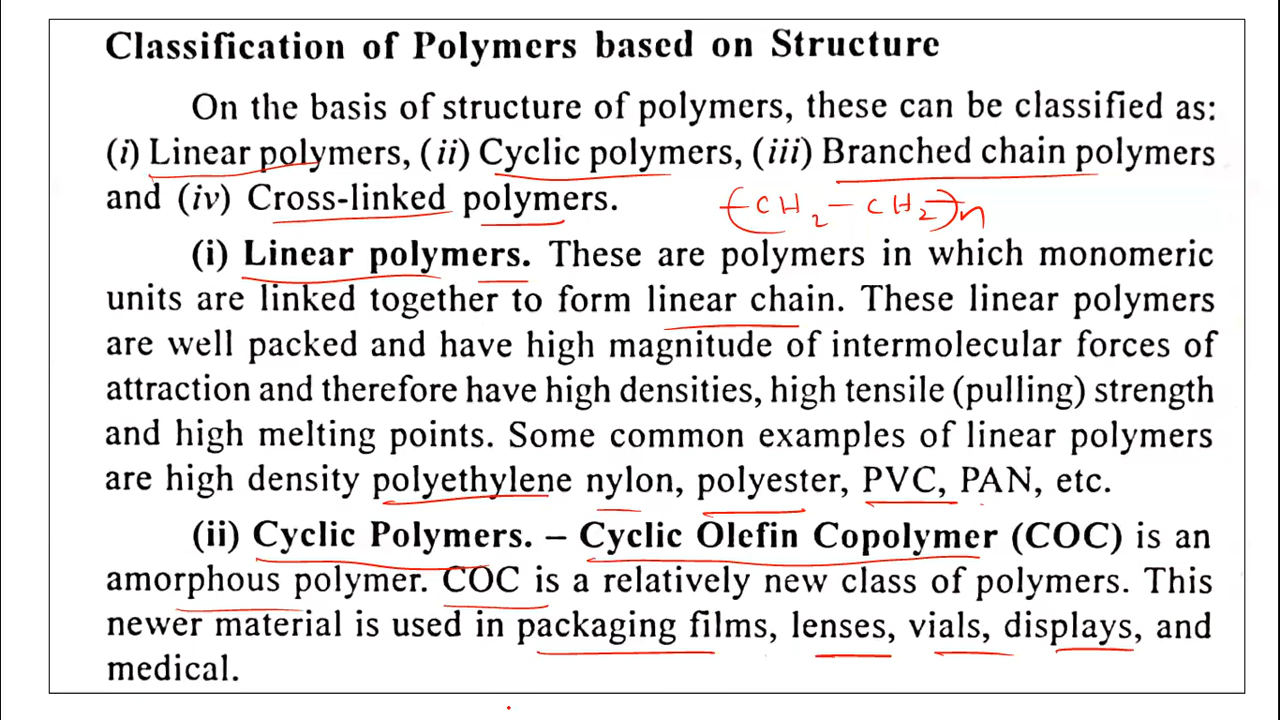 Classification of Polymers based on Structure
On the basis of structure of polymers, these can be classified as:
(i) Linear polymers, (ii) Cyclic polymers, (iii) Branched chain polymers
and (iv) Cross-linked polymers.
(CH₂ – CH₂)n
(i) Linear polymers. These are polymers in which monomeric
units are linked together to form linear chain. These linear polymers
are well packed and have high magnitude of intermolecular forces of
attraction and therefore have high densities, high tensile (pulling) strength
and high melting points. Some common examples of linear polymers
are high density polyethylene nylon, polyester, PVC, PAN, etc.
(ii) Cyclic Polymers. – Cyclic Olefin Copolymer (COC) is an
amorphous polymer. COC is a relatively new class of polymers. This
newer material is used in packaging films, lenses, vials, displays, and
medical.